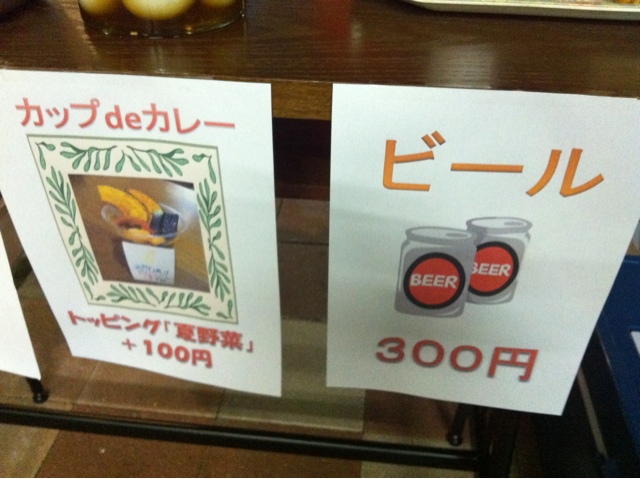 カップdeカレー
トッピング「夏野菜」
+100円
ビール
BEER
BEER
300円